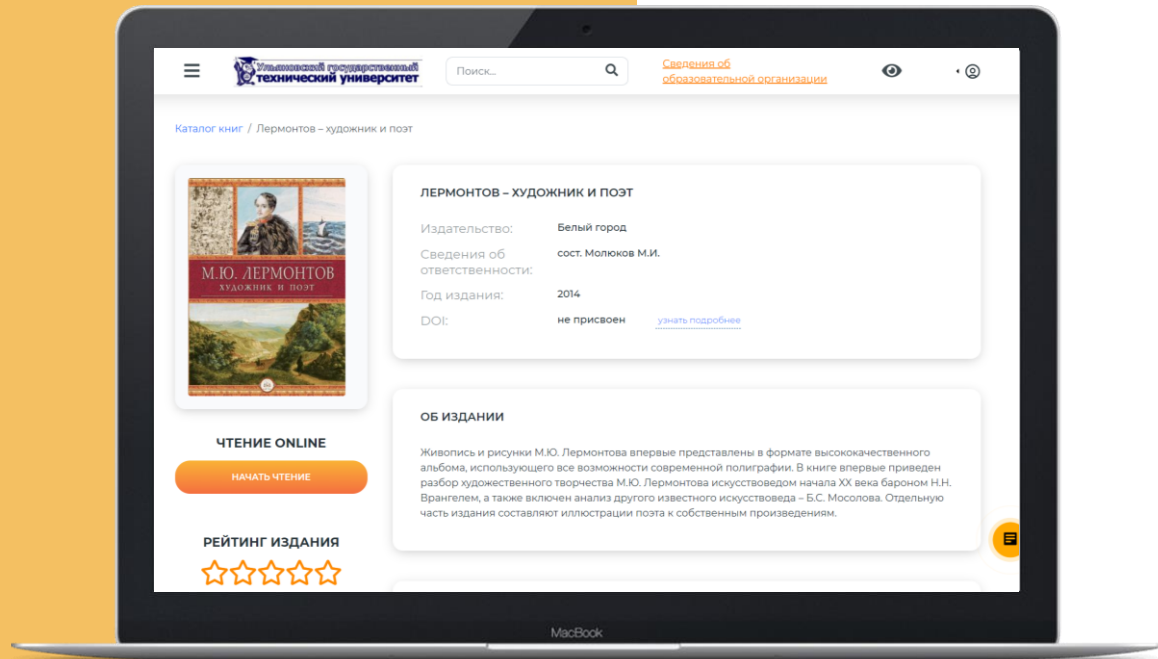 Ульяновский государственный
технический университет
Поиск...
Сведения об
образовательной организации
Каталог книг / Лермонтов – художник и поэт
М.Ю. ЛЕРМОНТОВ
ХУДОЖНИК И ПОЭТ
ЧТЕНИЕ ONLINE
НАЧАТЬ ЧТЕНИЕ
РЕЙТИНГ ИЗДАНИЯ
ЛЕРМОНТОВ – ХУДОЖНИК И ПОЭТ
Издательство: Белый город
Сведения об сост. Молюков М.И.
ответственности:
Год издания: 2014
DOI: не присвоен узнать подробнее
ОБ ИЗДАНИИ
Живопись и рисунки М.Ю. Лермонтова впервые представлены в формате высококачественного
альбома, использующего все возможности современной полиграфии. В книге впервые приведен
разбор художественного творчества М.Ю. Лермонтова искусствоведом начала XX века бароном Н.Н.
Врангелем, а также включен анализ другого известного искусствоведа – Б.С. Мосолова. Отдельную
часть издания составляют иллюстрации поэта к собственным произведениям.
MacBook